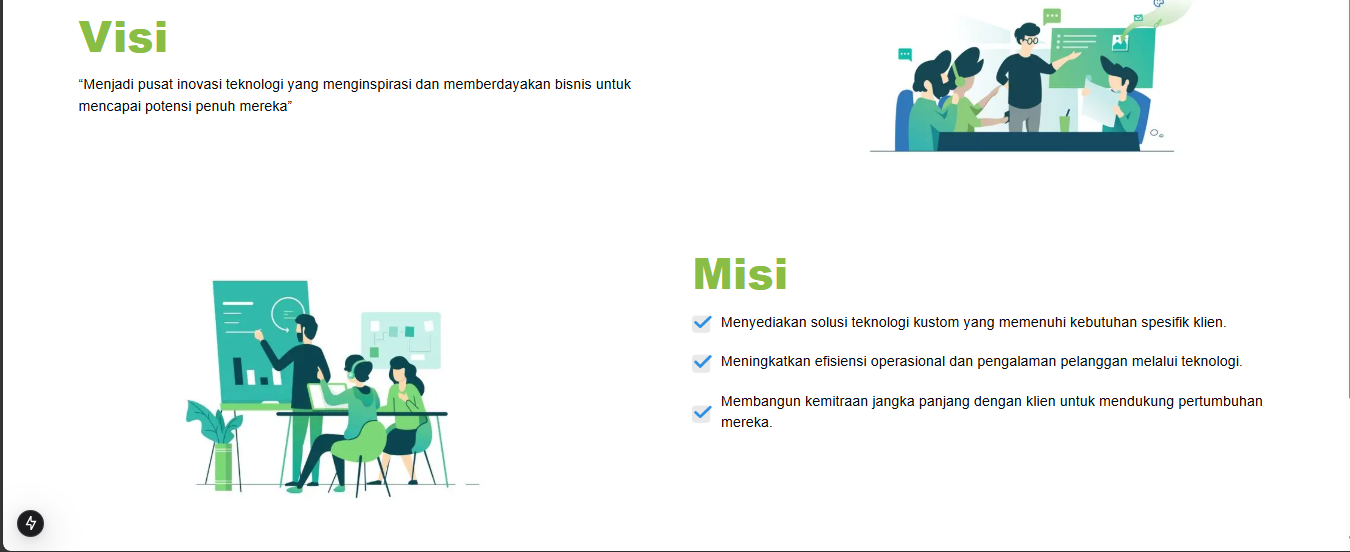 Visi
“Menjadi pusat inovasi teknologi yang menginspirasi dan memberdayakan bisnis untuk
mencapai potensi penuh mereka”
Misi
Menyediakan solusi teknologi kustom yang memenuhi kebutuhan spesifik klien.
Meningkatkan efisiensi operasional dan pengalaman pelanggan melalui teknologi.
Membangun kemitraan jangka panjang dengan klien untuk mendukung pertumbuhan
mereka.